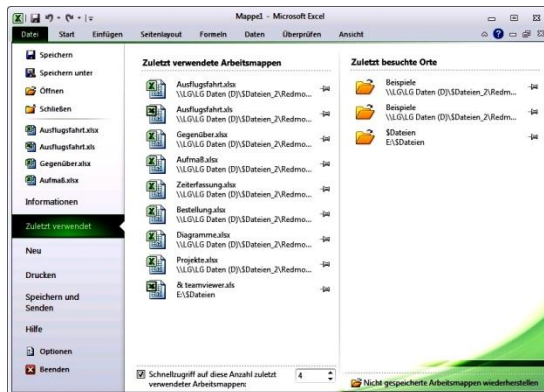 Mappe1 - Microsoft Excel
Datei Start Einfügen Seitenlayout Formeln Daten Überprüfen Ansicht
Speichern
Speichern unter
Öffnen
Schließen
Ausflugsfahrt.xlsx
Ausflugsfahrt.xls
Gegenüber.xlsx
Aufmaß.xlsx
Informationen
Zuletzt verwendet
Neu
Drucken
Speichern und
Senden
Hilfe
Optionen
Beenden
Zuletzt verwendete Arbeitsmappen
Ausflugsfahrt.xlsx
\\LG\LG Daten (D)\$Dateien_2\Redmo...
Ausflugsfahrt.xls
\\LG\LG Daten (D)\$Dateien_2\Redmo...
Gegenüber.xlsx
\\LG\LG Daten (D)\$Dateien_2\Redmo...
Aufmaß.xlsx
\\LG\LG Daten (D)\$Dateien_2\Redmo...
Zeiterfassung.xlsx
\\LG\LG Daten (D)\$Dateien_2\Redmo...
Bestellung.xlsx
\\LG\LG Daten (D)\$Dateien_2\Redmo...
Diagramme.xlsx
\\LG\LG Daten (D)\$Dateien_2\Redmo...
Projekte.xlsx
\\LG\LG Daten (D)\$Dateien_2\Redmo...
& teamviewer.xls
E:\$Dateien
Schnellzugriff auf diese Anzahl zuletzt
verwendeter Arbeitsmappen:
4
Zuletzt besuchte Orte
Beispiele
\\LG\LG Daten (D)\$Dateien_2\Redmo...
Beispiele
\\LG\LG Daten (D)\$Dateien_2\Redmo...
$Dateien
E:\$Dateien
Nicht gespeicherte Arbeitsmappen wiederherstellen